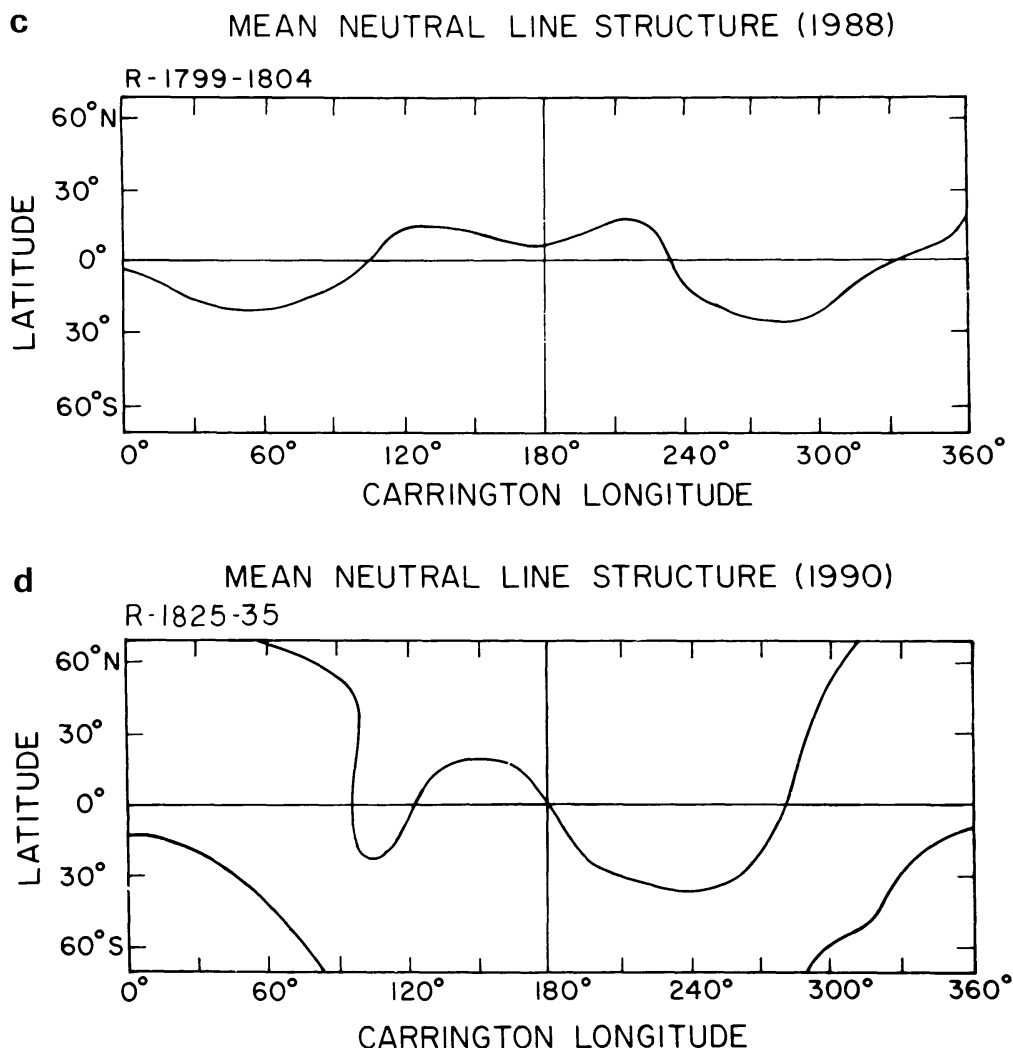 c
MEAN NEUTRAL LINE STRUCTURE (1988)
R-1799-1804
60°N
30°
0°
30°
60°S
LATITUDE
0° 60° 120° 180° 240° 300° 360°
CARRINGTON LONGITUDE
d
MEAN NEUTRAL LINE STRUCTURE (1990)
R-1825-35
60°N
30°
0°
30°
60°S
LATITUDE
0° 60° 120° 180° 240° 300° 360°
CARRINGTON LONGITUDE